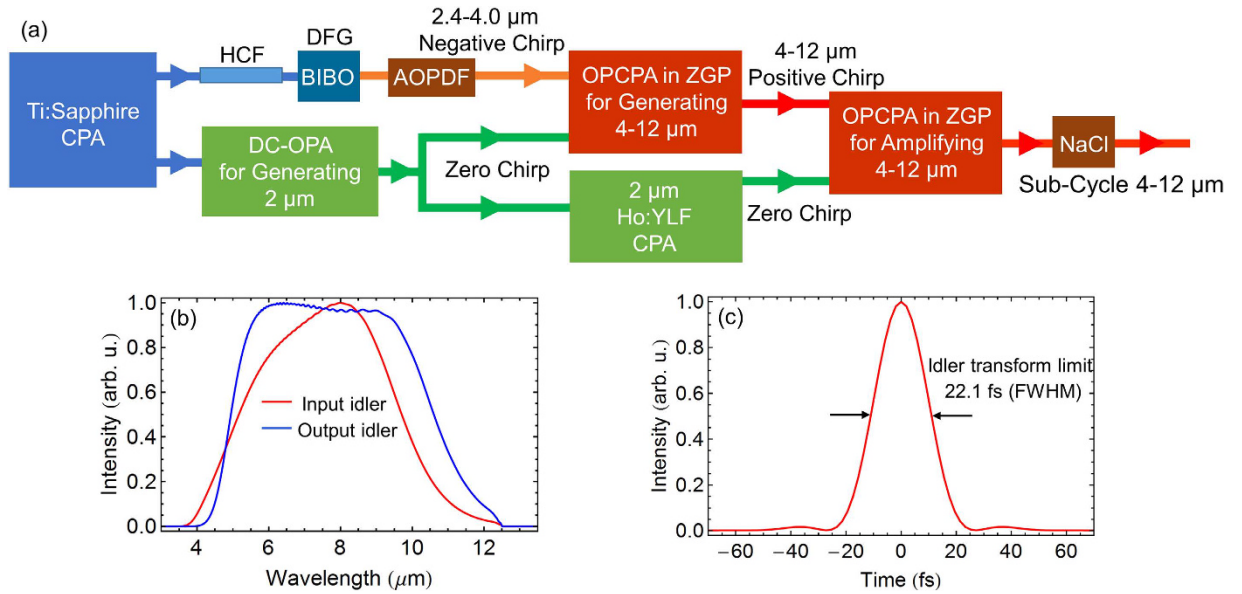 (a)
Ti:Sapphire
CPA
HCF
DFG
BIBO
AOPDF
2.4-4.0 μm
Negative Chirp
OPCPA in ZGP
for Generating
4-12 μm
4-12 μm
Positive Chirp
OPCPA in ZGP
for Amplifying
4-12 μm
NaCl
Sub-Cycle 4-12 μm
DC-OPA
for Generating
2 μm
Zero Chirp
2 μm
Ho:YLF
CPA
Zero Chirp
(b)
Intensity (arb. u.)
1.0
0.8
0.6
0.4
0.2
0.0
Input idler
Output idler
4 6 8 10 12
Wavelength (μm)
(c)
Intensity (arb. u.)
1.0
0.8
0.6
0.4
0.2
0.0
Idler transform limit
22.1 fs (FWHM)
−60 −40 −20 0 20 40 60
Time (fs)